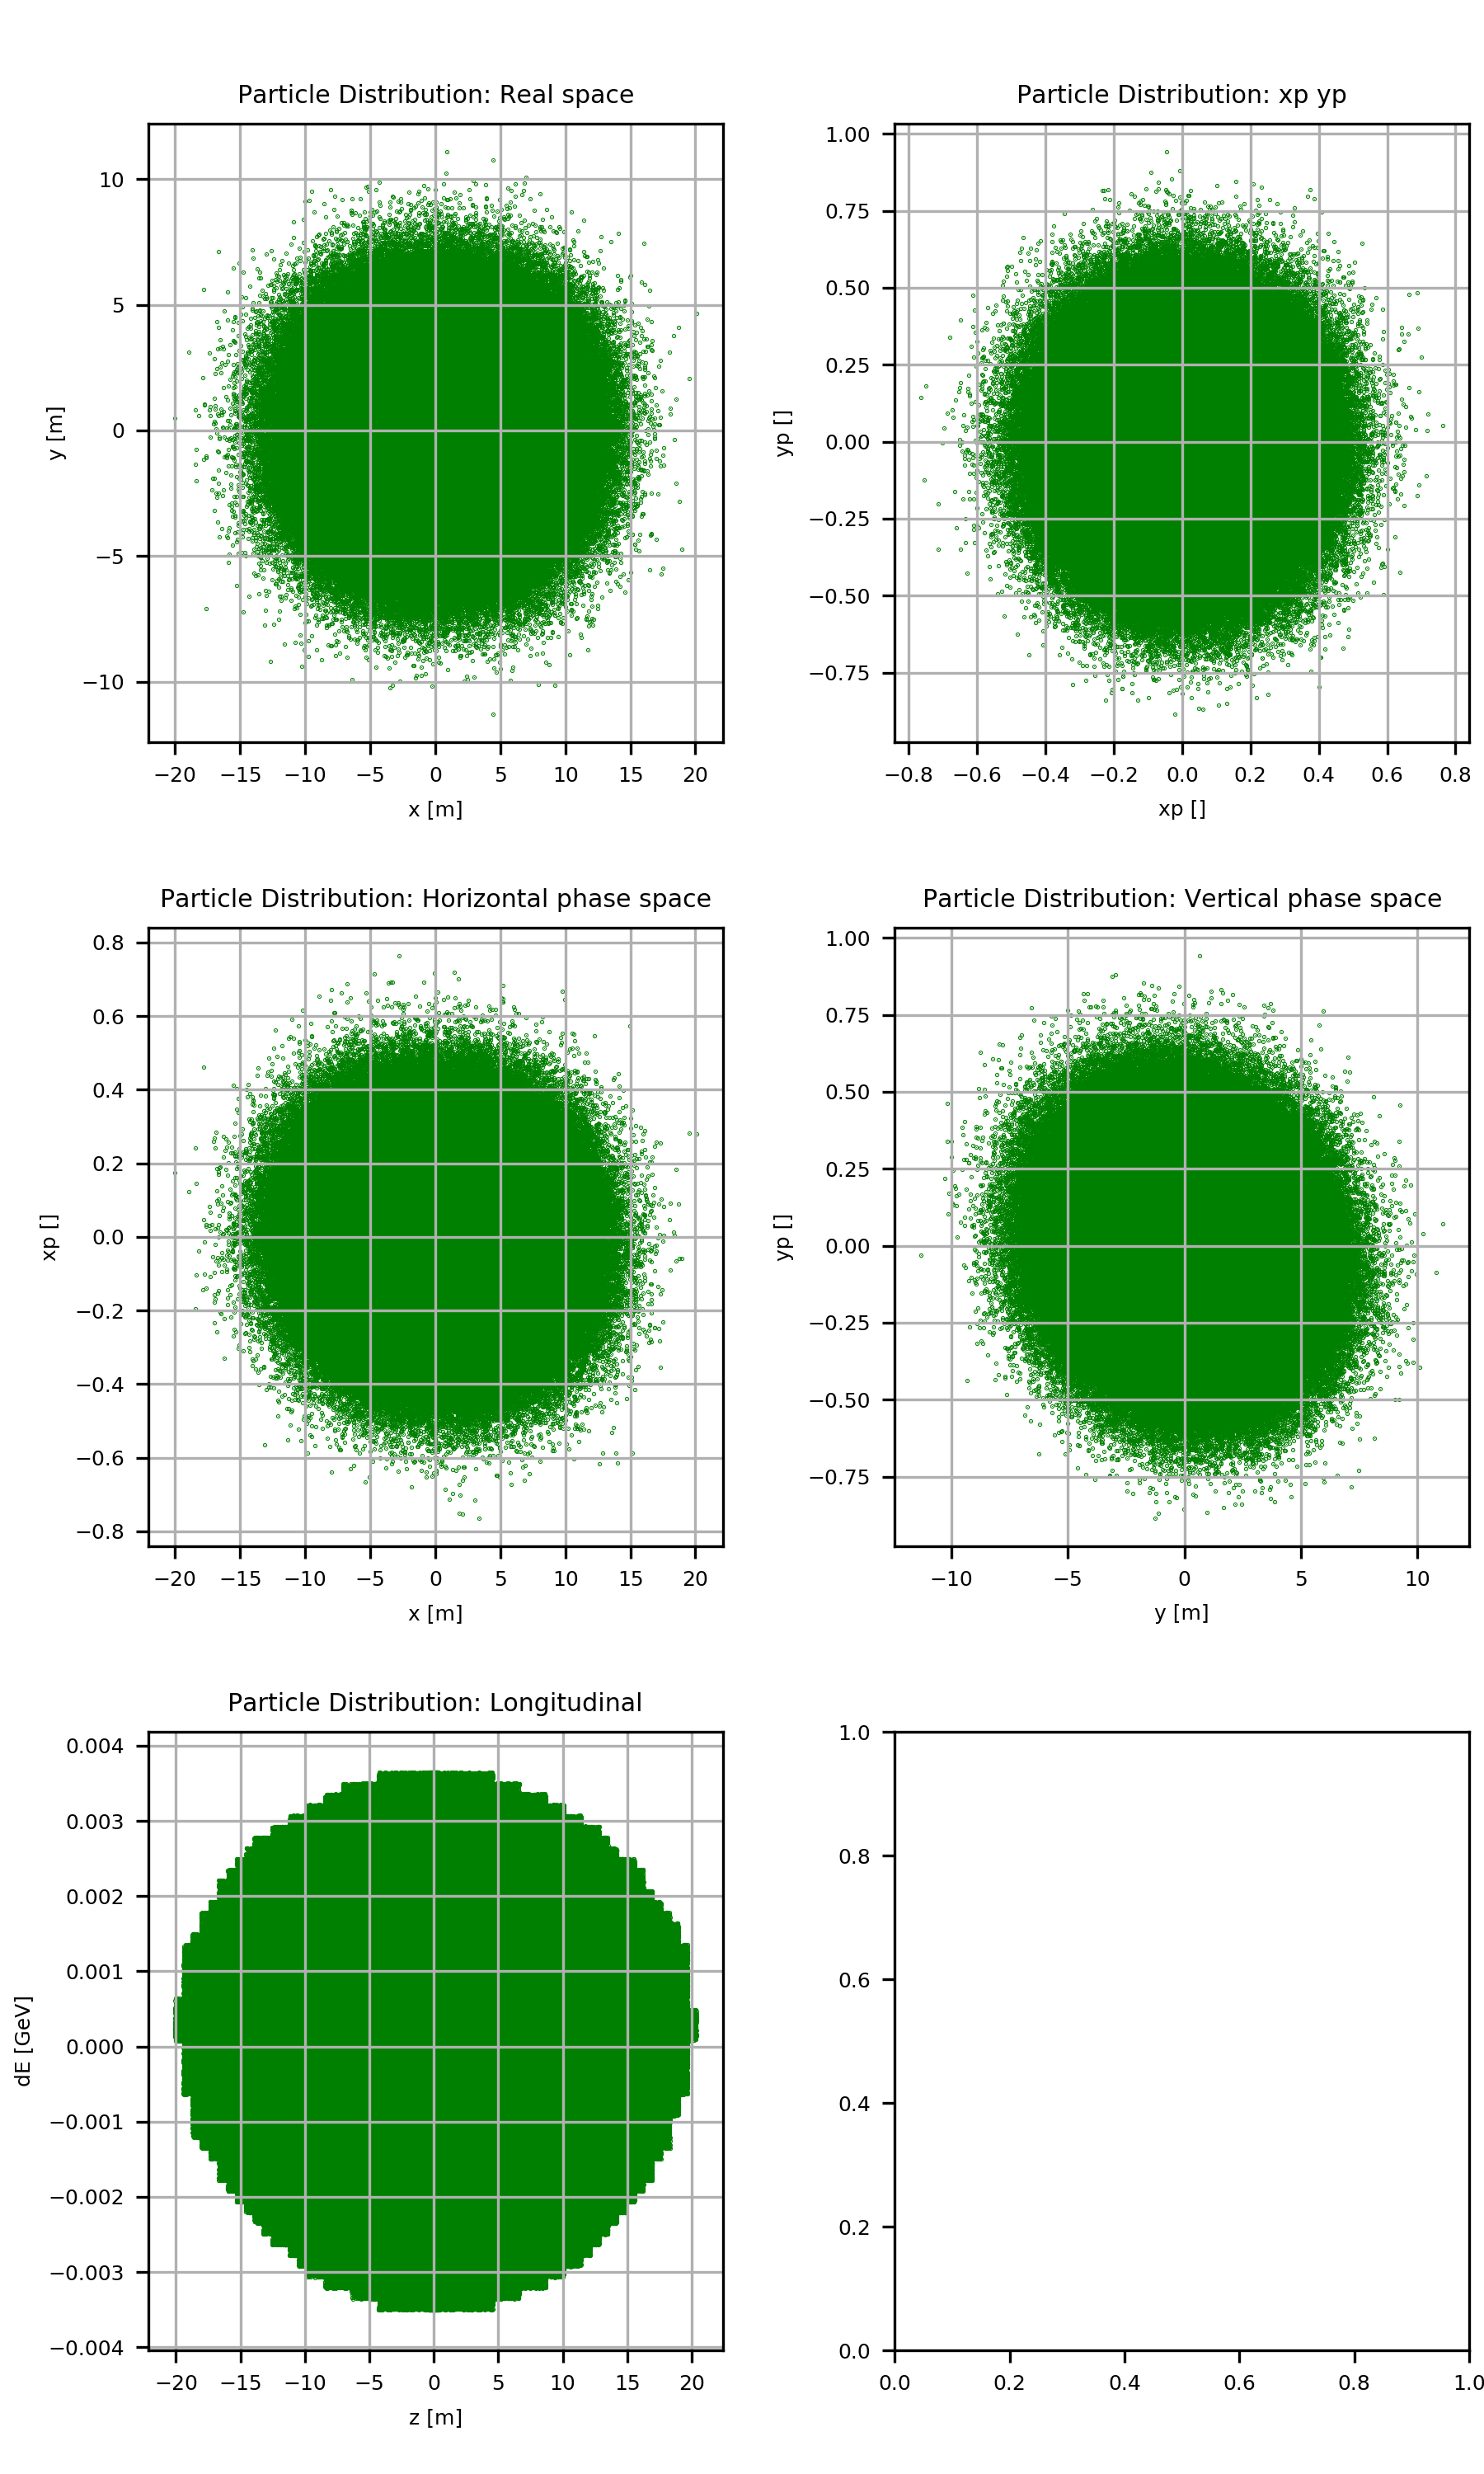 Particle Distribution: Real space
y [m]
10
5
0
−5
−10
−20 −15 −10 −5 0 5 10 15 20
x [m]
Particle Distribution: xp yp
yp []
1.00
0.75
0.50
0.25
0.00
−0.25
−0.50
−0.75
−0.8 −0.6 −0.4 −0.2 0.0 0.2 0.4 0.6 0.8
xp []
Particle Distribution: Horizontal phase space
xp []
0.8
0.6
0.4
0.2
0.0
−0.2
−0.4
−0.6
−0.8
−20 −15 −10 −5 0 5 10 15 20
x [m]
Particle Distribution: Vertical phase space
yp []
1.00
0.75
0.50
0.25
0.00
−0.25
−0.50
−0.75
−10 −5 0 5 10
y [m]
Particle Distribution: Longitudinal
dE [GeV]
0.004
0.003
0.002
0.001
0.000
−0.001
−0.002
−0.003
−0.004
−20 −15 −10 −5 0 5 10 15 20
z [m]
1.0
0.8
0.6
0.4
0.2
0.0
0.0 0.2 0.4 0.6 0.8 1.0